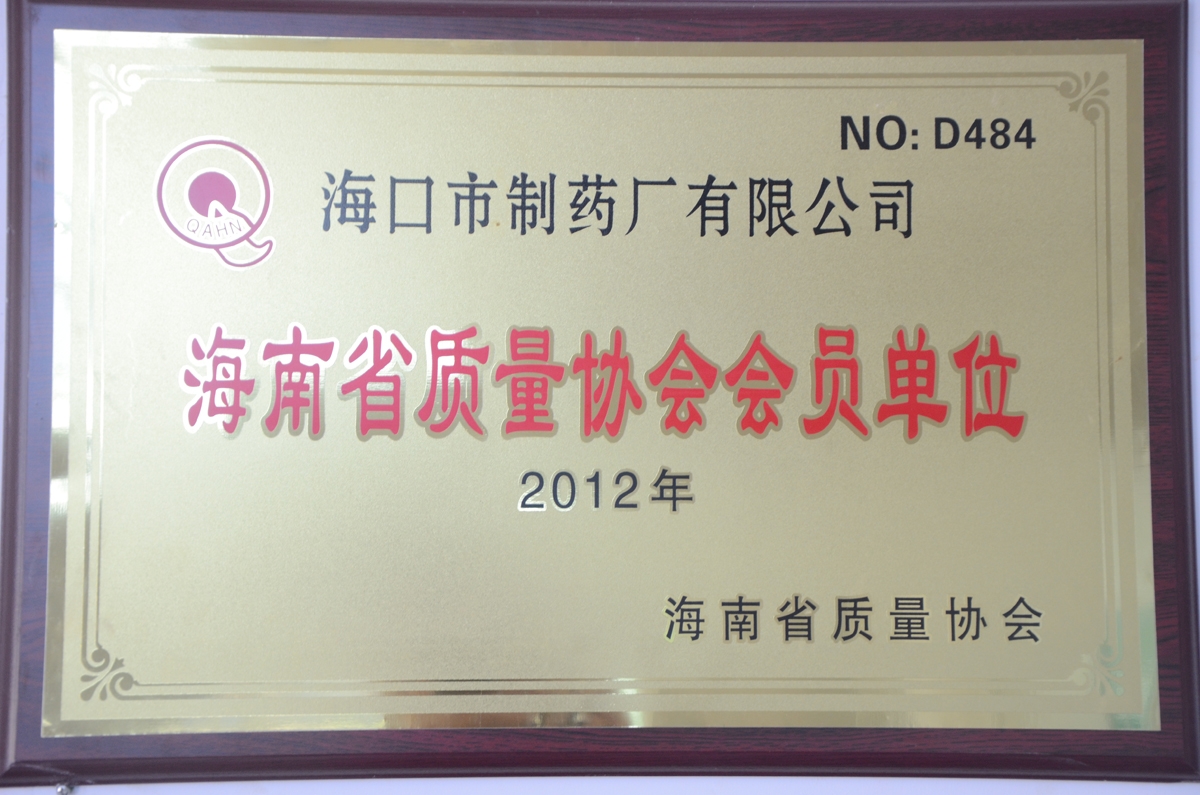 NO: D484
QAHN
海口市制药厂有限公司
海南省质量协会会员单位
2012年
海南省质量协会